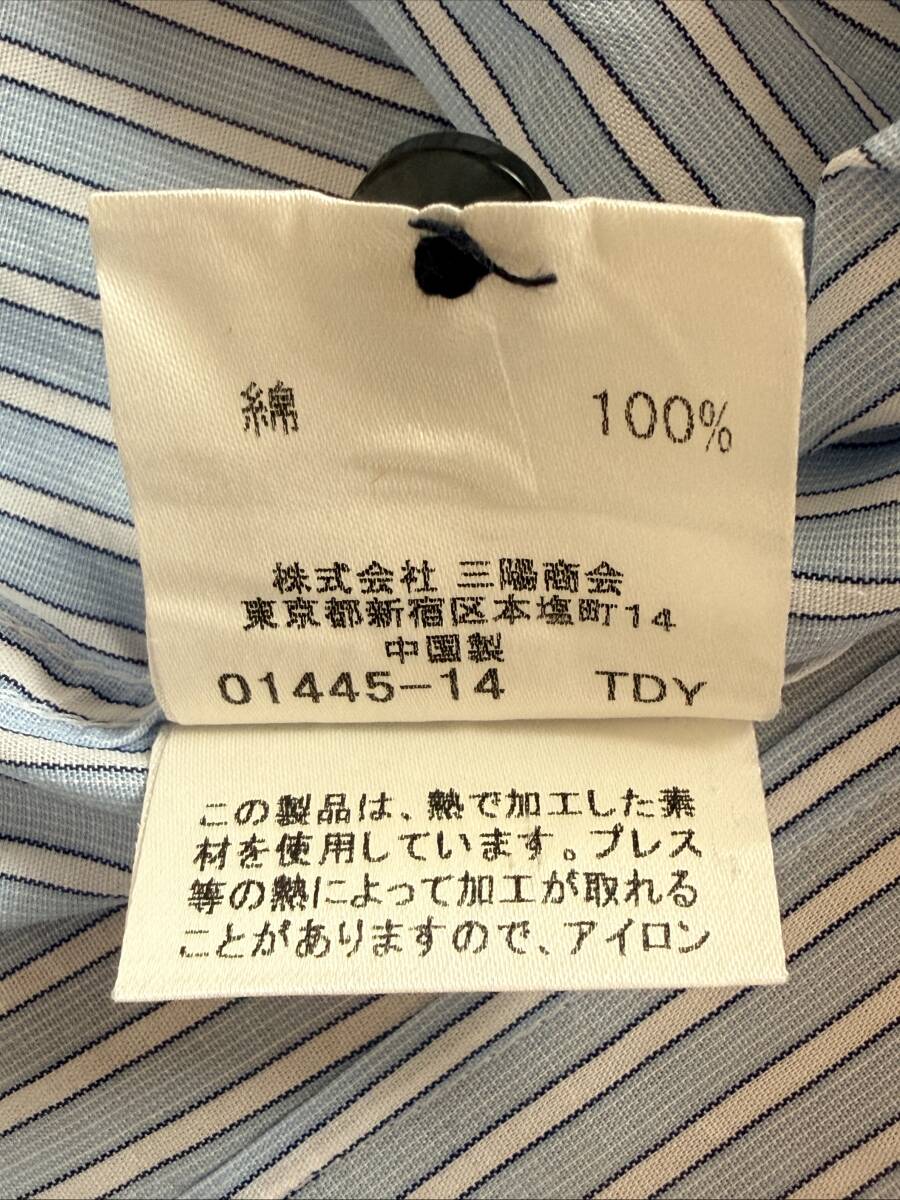 綿 100%
株式会社 三陽商会
東京都新宿区本塩町14
中国製
01445-14 TDY
この製品は、熱で加工した素
材を使用しています。プレス
等の熱によって加工が取れる
ことがありますので、アイロン